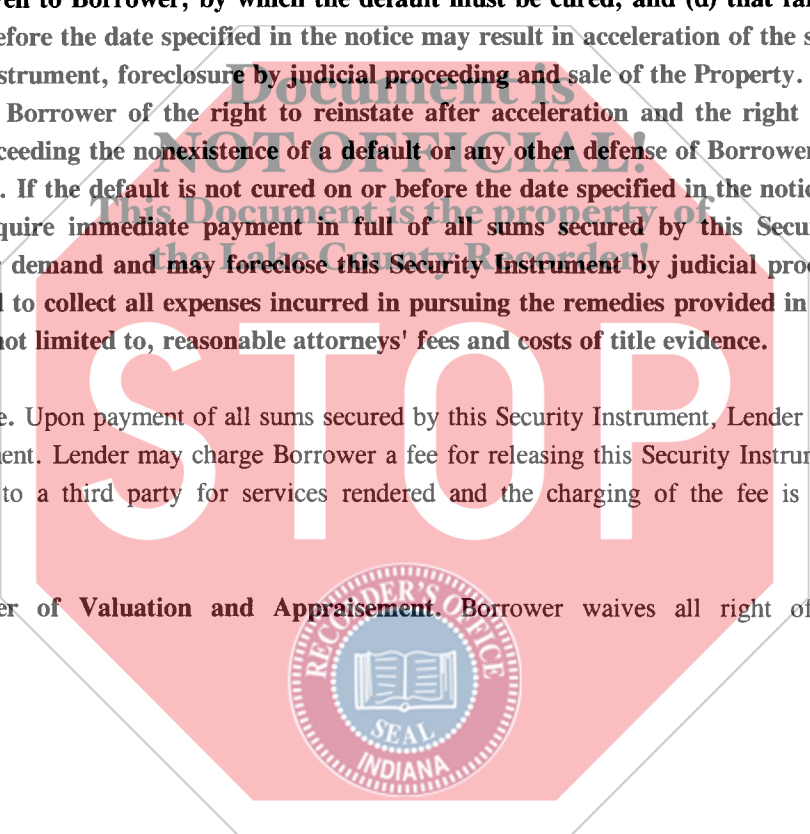 ven to Borrower, by which the default must be cured; and (d) that fai
efore the date specified in the notice may result in acceleration of the s
strument, foreclosure by judicial proceeding and sale of the Property.
Document is
Borrower of the right to reinstate after acceleration and the right
NOT OFFICIAL!
ceeding the nonexistence of a default or any other defense of Borrower
. If the default is not cured on or before the date specified in the notic
This Document is the property of
quire immediate payment in full of all sums secured by this Secur
the Lake County Recorder!
demand and may foreclose this Security Instrument by judicial proc
d to collect all expenses incurred in pursuing the remedies provided in
not limited to, reasonable attorneys' fees and costs of title evidence.
STOP
e. Upon payment of all sums secured by this Security Instrument, Lender
ent. Lender may charge Borrower a fee for releasing this Security Instrum
to a third party for services rendered and the charging of the fee is
er of Valuation and Appraisement. Borrower waives all right of
RECORDER'S OFFICE
SEAL
INDIANA